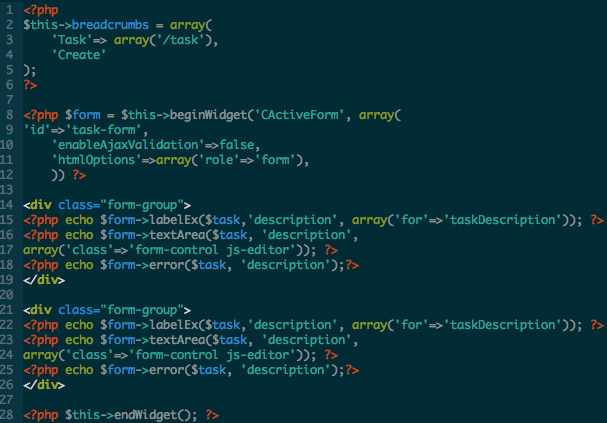 1 <?php
2 $this->breadcrumbs = array(
3     'Task'=> array('/task'),
4     'Create'
5 );
6 ?>
7
8 <?php $form = $this->beginWidget('CActiveForm', array(
9 'id'=>'task-form',
10     'enableAjaxValidation'=>false,
11     'htmlOptions'=>array('role'=>'form'),
12     )) ?>
13
14 <div class="form-group">
15 <?php echo $form->labelEx($task,'description', array('for'=>'taskDescription')); ?>
16 <?php echo $form->textArea($task, 'description',
17 array('class'=>'form-control js-editor')); ?>
18 <?php echo $form->error($task, 'description');?>
19 </div>
20
21 <div class="form-group">
22 <?php echo $form->labelEx($task,'description', array('for'=>'taskDescription')); ?>
23 <?php echo $form->textArea($task, 'description',
24 array('class'=>'form-control js-editor')); ?>
25 <?php echo $form->error($task, 'description');?>
26 </div>
27
28 <?php $this->endWidget(); ?>